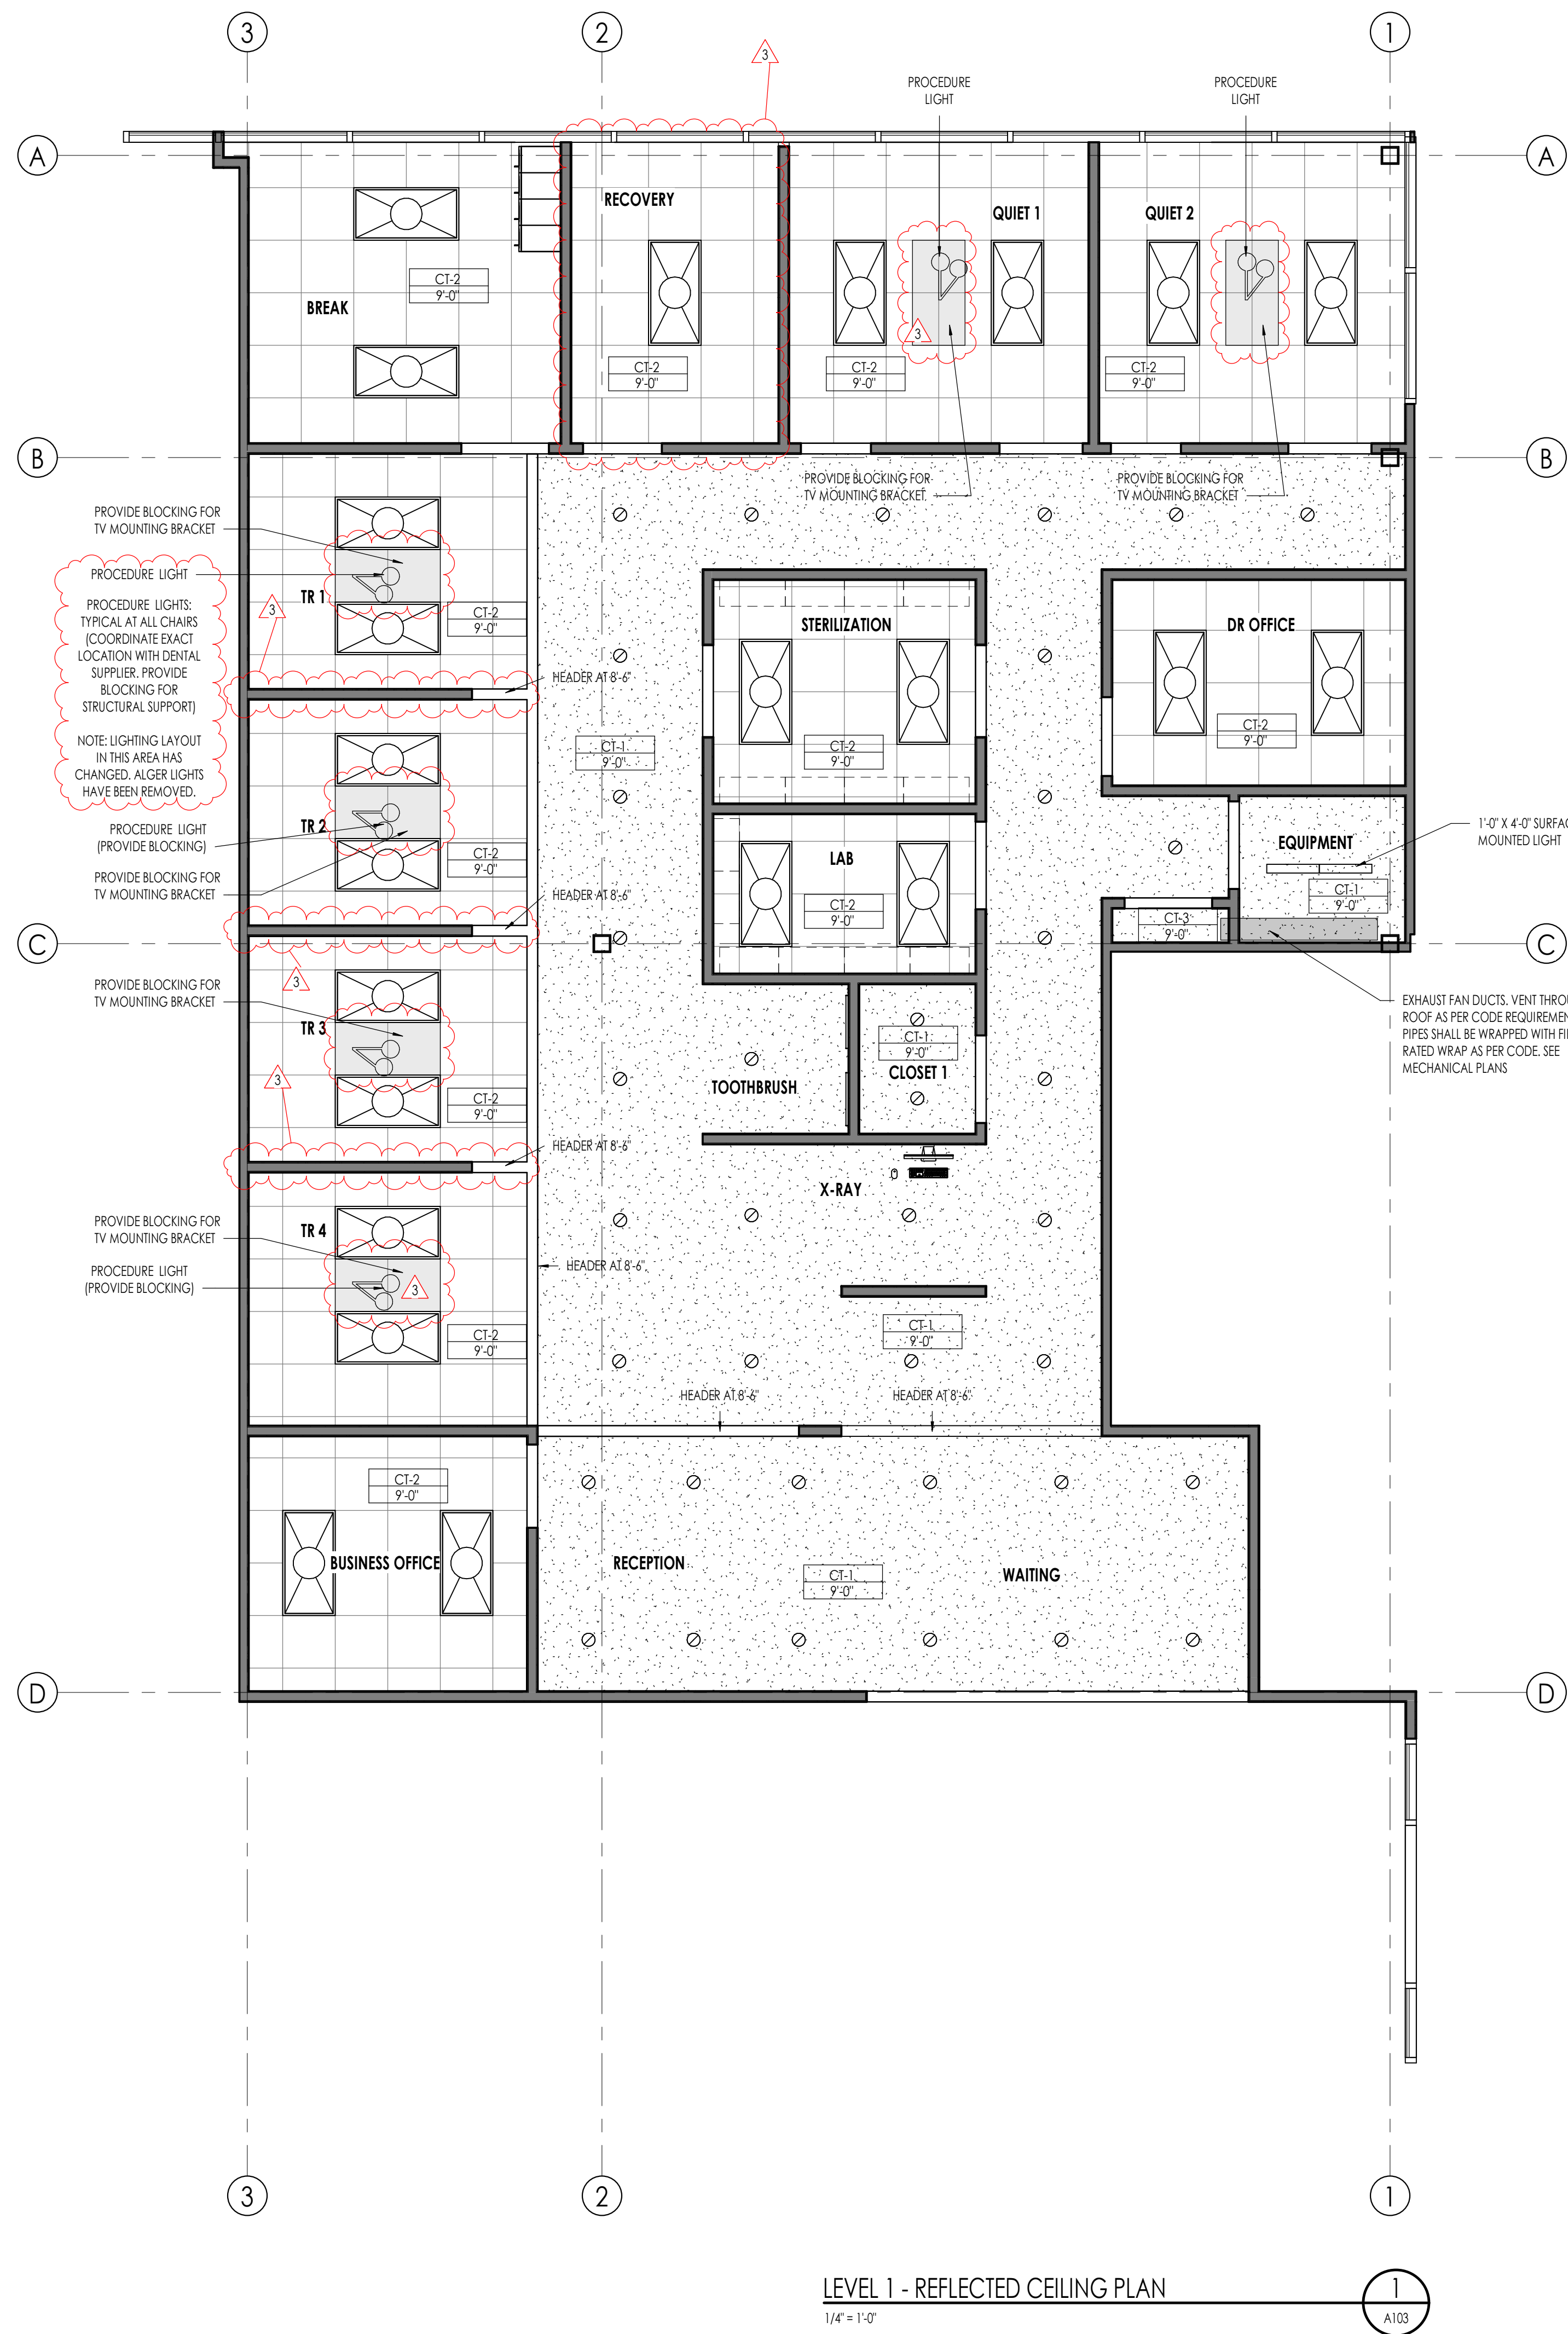 3
2
1
3
PROCEDURE
LIGHT
PROCEDURE
LIGHT
A
A
RECOVERY
QUIET 1
QUIET 2
CT-2
9'-0"
BREAK
3
CT-2
9'-0"
CT-2
9'-0"
CT-2
9'-0"
B
B
PROVIDE BLOCKING FOR
TV MOUNTING BRACKET
PROVIDE BLOCKING FOR
TV MOUNTING BRACKET
PROVIDE BLOCKING FOR
TV MOUNTING BRACKET
PROCEDURE LIGHT
PROCEDURE LIGHTS:
TYPICAL AT ALL CHAIRS
(COORDINATE EXACT
LOCATION WITH DENTAL
SUPPLIER. PROVIDE
BLOCKING FOR
STRUCTURAL SUPPORT)
NOTE: LIGHTING LAYOUT
IN THIS AREA HAS
CHANGED. ALGER LIGHTS
HAVE BEEN REMOVED.
3
TR 1
CT-2
9'-0"
STERILIZATION
DR OFFICE
HEADER AT 8'-6"
CT-1
9'-0"
CT-2
9'-0"
CT-2
9'-0"
PROCEDURE LIGHT
(PROVIDE BLOCKING)
TR 2
CT-2
9'-0"
PROVIDE BLOCKING FOR
TV MOUNTING BRACKET
LAB
EQUIPMENT
1'-0" X 4'-0" SURFAC
MOUNTED LIGHT
HEADER AT 8'-6"
CT-2
9'-0"
CT-1
9'-0"
CT-3
9'-0"
C
C
3
PROVIDE BLOCKING FOR
TV MOUNTING BRACKET
EXHAUST FAN DUCTS. VENT THROU
ROOF AS PER CODE REQUIREMEN
PIPES SHALL BE WRAPPED WITH FI
RATED WRAP AS PER CODE. SEE
MECHANICAL PLANS
TR 3
CT-1
9'-0"
CLOSET 1
TOOTHBRUSH
3
CT-2
9'-0"
HEADER AT 8'-6"
X-RAY
PROVIDE BLOCKING FOR
TV MOUNTING BRACKET
TR 4
PROCEDURE LIGHT
(PROVIDE BLOCKING)
3
HEADER AT 8'-6"
CT-2
9'-0"
CT-1
9'-0"
HEADER AT 8'-6"
HEADER AT 8'-6"
CT-2
9'-0"
BUSINESS OFFICE
RECEPTION
CT-1
9'-0"
WAITING
D
D
3
2
1
LEVEL 1 - REFLECTED CEILING PLAN
1/4" = 1'-0"
1
A103